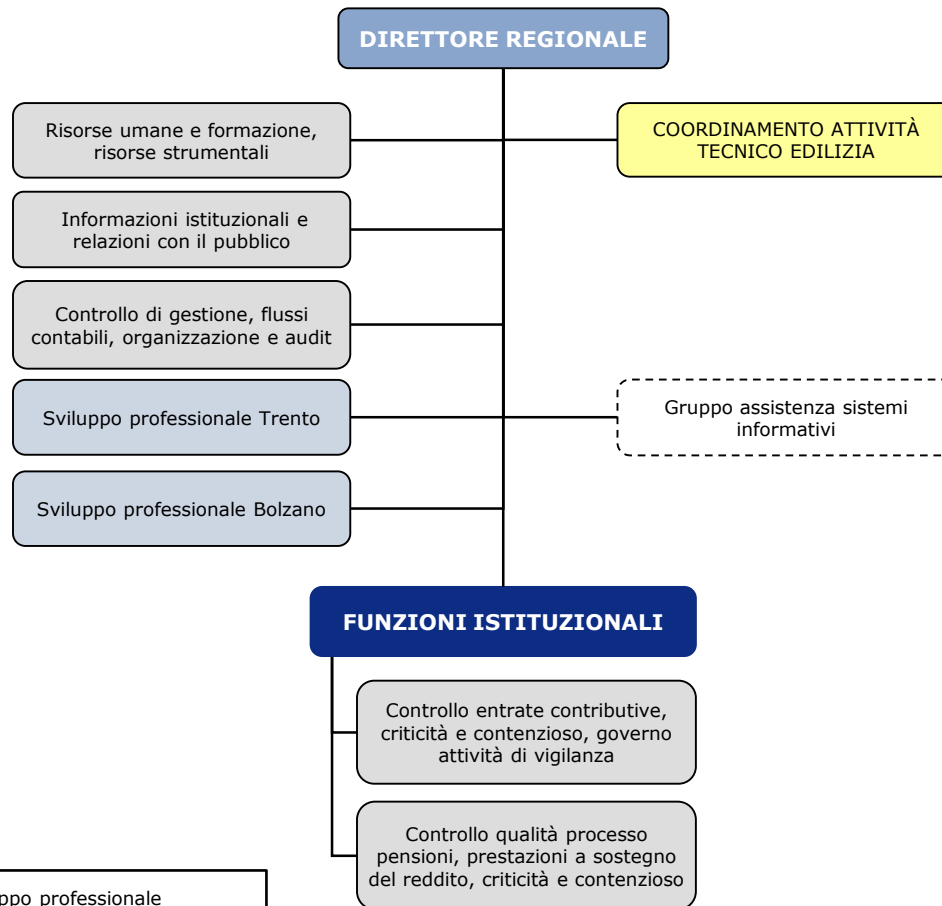 DIRETTORE REGIONALE
Risorse umane e formazione,
risorse strumentali
COORDINAMENTO ATTIVITÀ
TECNICO EDILIZIA
Informazioni istituzionali e
relazioni con il pubblico
Controllo di gestione, flussi
contabili, organizzazione e audit
Sviluppo professionale Trento
Gruppo assistenza sistemi
informativi
Sviluppo professionale Bolzano
FUNZIONI ISTITUZIONALI
Controllo entrate contributive,
criticità e contenzioso, governo
attività di vigilanza
Controllo qualità processo
pensioni, prestazioni a sostegno
del reddito, criticità e contenzioso
professionale